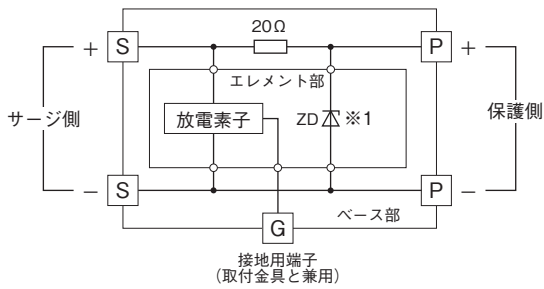 20Ω
+ S P +
エレメント部
サージ側 放電素子 ZD ※1 保護側
− S P −
G ベース部
接地用端子
（取付金具と兼用）